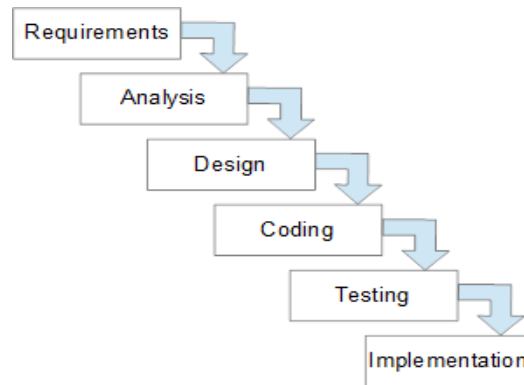 Requirements
Analysis
Design
Coding
Testing
Implementation